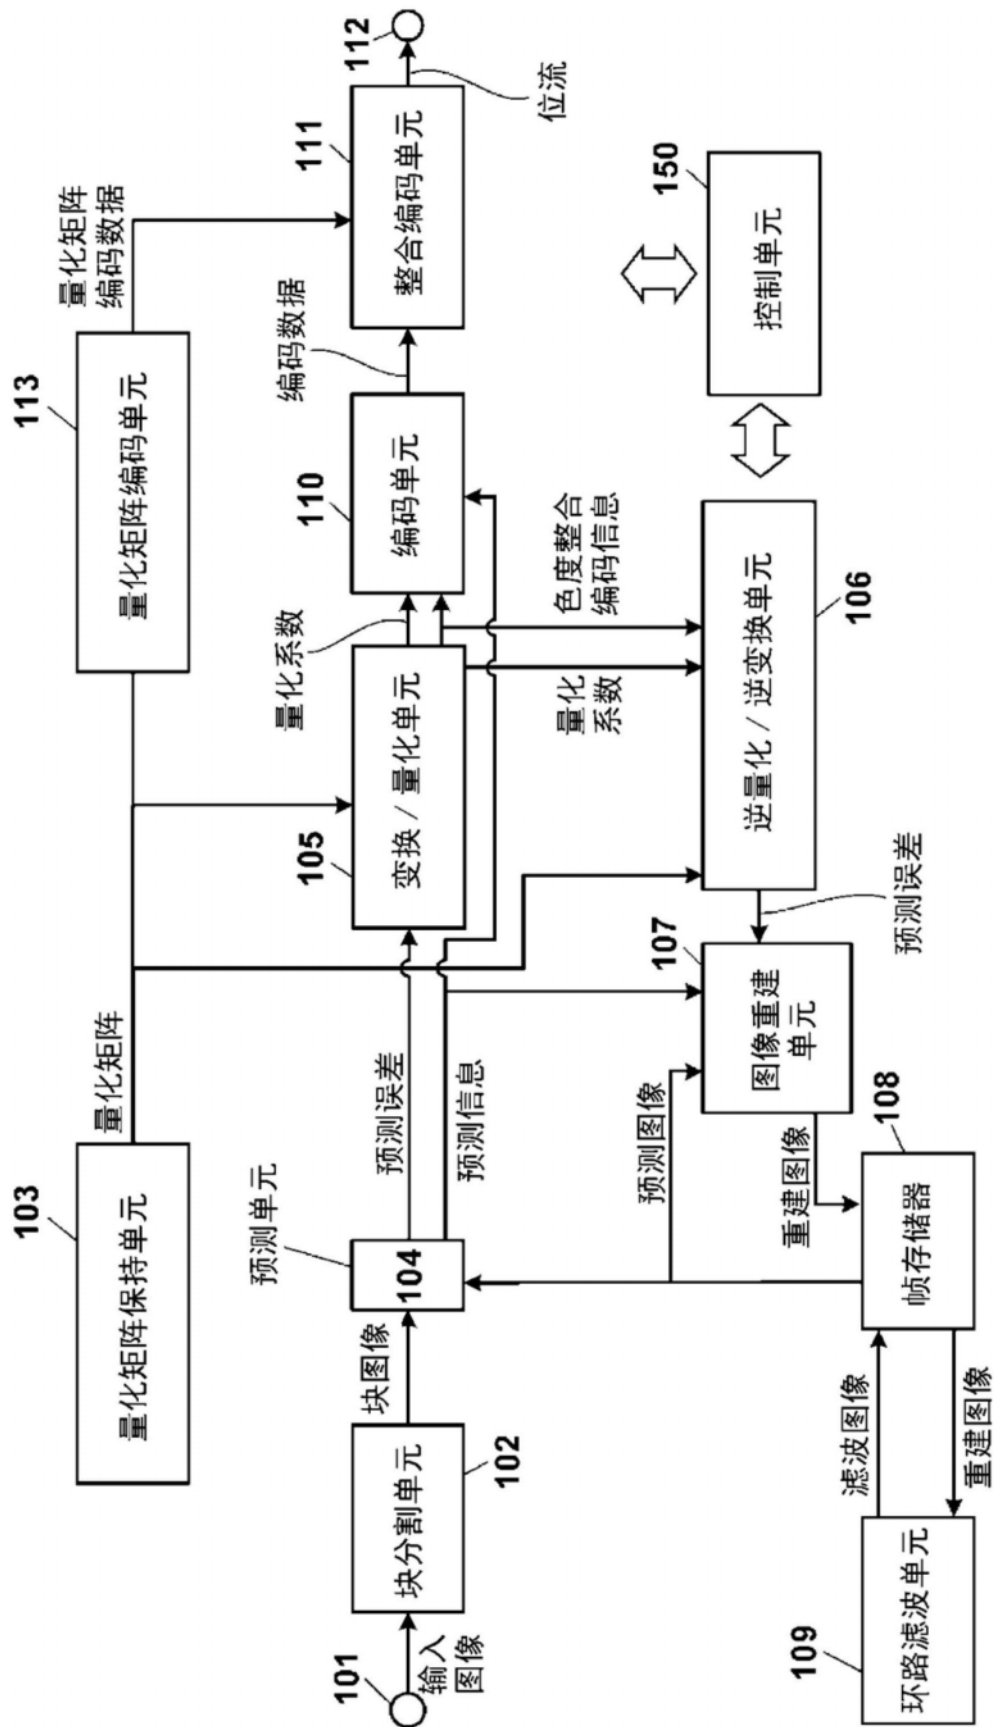 103
量化矩阵保持单元
量化矩阵
113
量化矩阵编码单元
量化矩阵
编码数据
101
输入
图像
块分割单元
102
块图像
预测单元
104
预测误差
预测信息
105
变换/量化单元
量化系数
110
编码单元
编码数据
111
整合编码单元
位流
112
量化
系数
色度整合
编码信息
预测图像
107
图像重建
单元
预测误差
逆量化/逆变换单元
106
控制单元
150
重建图像
108
帧存储器
滤波图像
重建图像
109
环路滤波单元